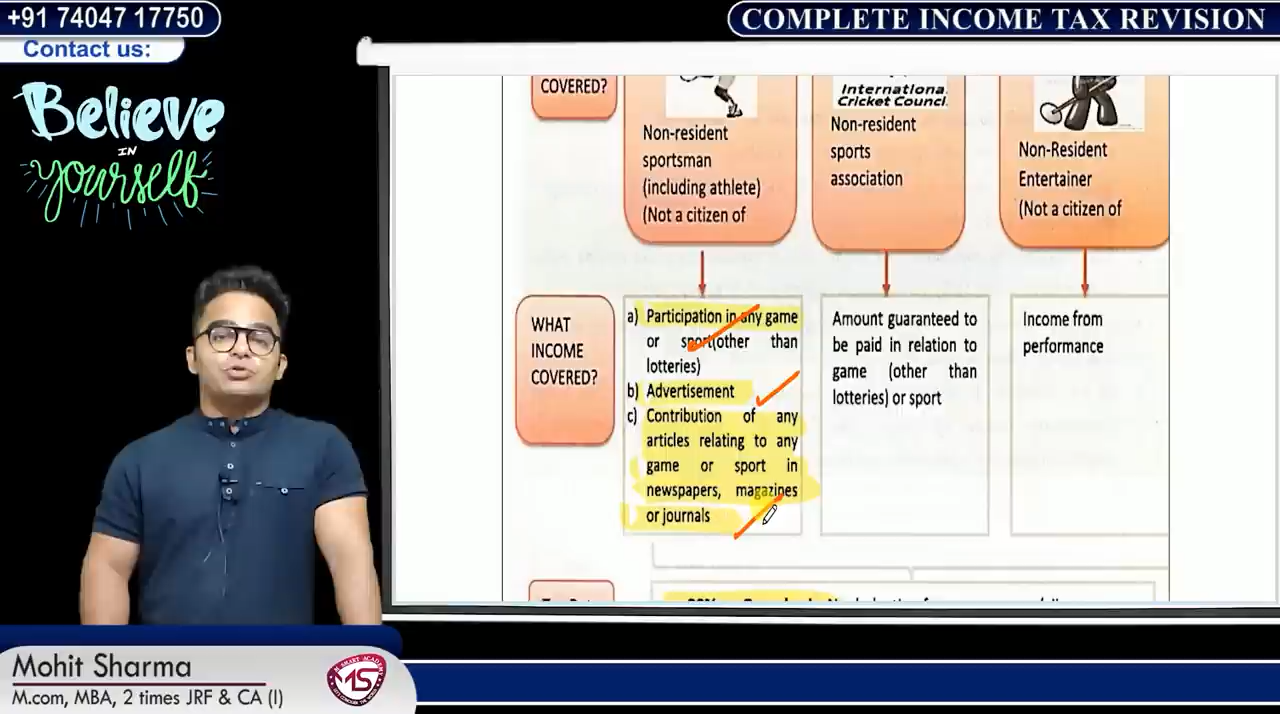 +91 74047 17750
Contact us:
COMPLETE INCOME TAX REVISION
Believe
IN
yourself
COVERED?
Non-resident
sportsman
(including athlete)
(Not a citizen of
International
Cricket Council
Non-resident
sports
association
Non-Resident
Entertainer
(Not a citizen of
WHAT
INCOME
COVERED?
a) Participation in any game
or sport(other than
lotteries)
b) Advertisement
c) Contribution of any
articles relating to any
game or sport in
newspapers, magazines
or journals
Amount guaranteed to
be paid in relation to
game (other than
lotteries) or sport
Income from
performance
Mohit Sharma
M.com, MBA, 2 times JRF & CA (I)
M SMART ACADEMY
MS